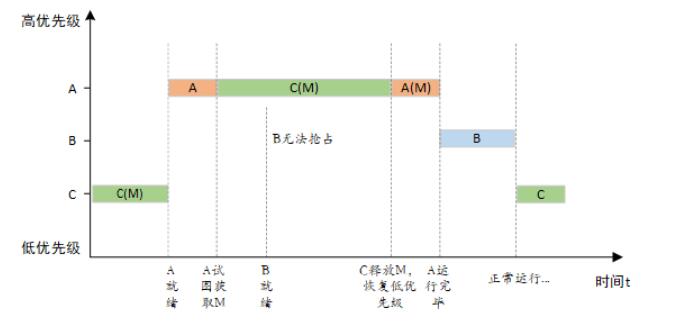 高优先级
A
A
C(M)
A(M)
B
B无法抢占
B
C
C(M)
C
低优先级
A
就
绪
A试
图获
取M
B
就
绪
C释放M，
恢复低优
先级
A运
行完
毕
正常运行...
时间t